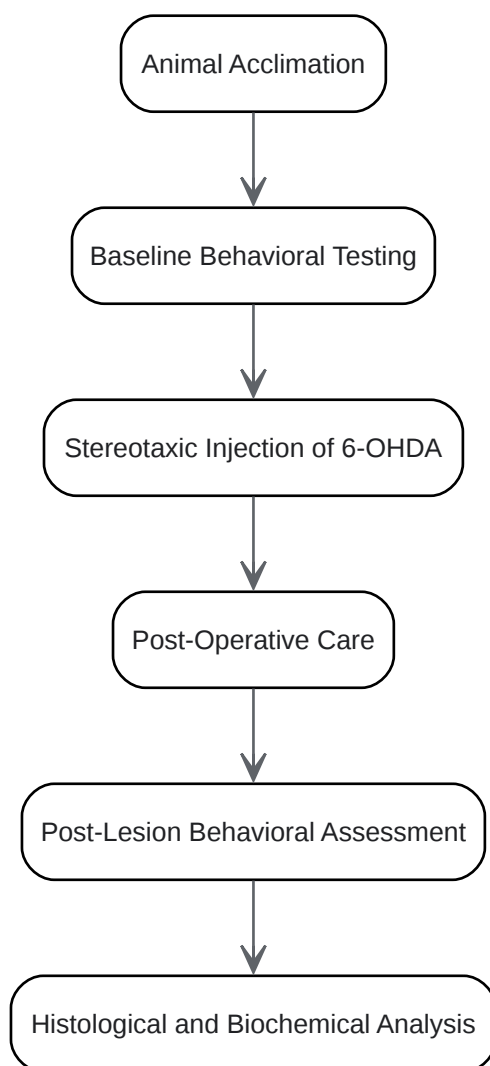 Animal Acclimation
Baseline Behavioral Testing
Stereotaxic Injection of 6-OHDA
Post-Operative Care
Post-Lesion Behavioral Assessment
Histological and Biochemical Analysis